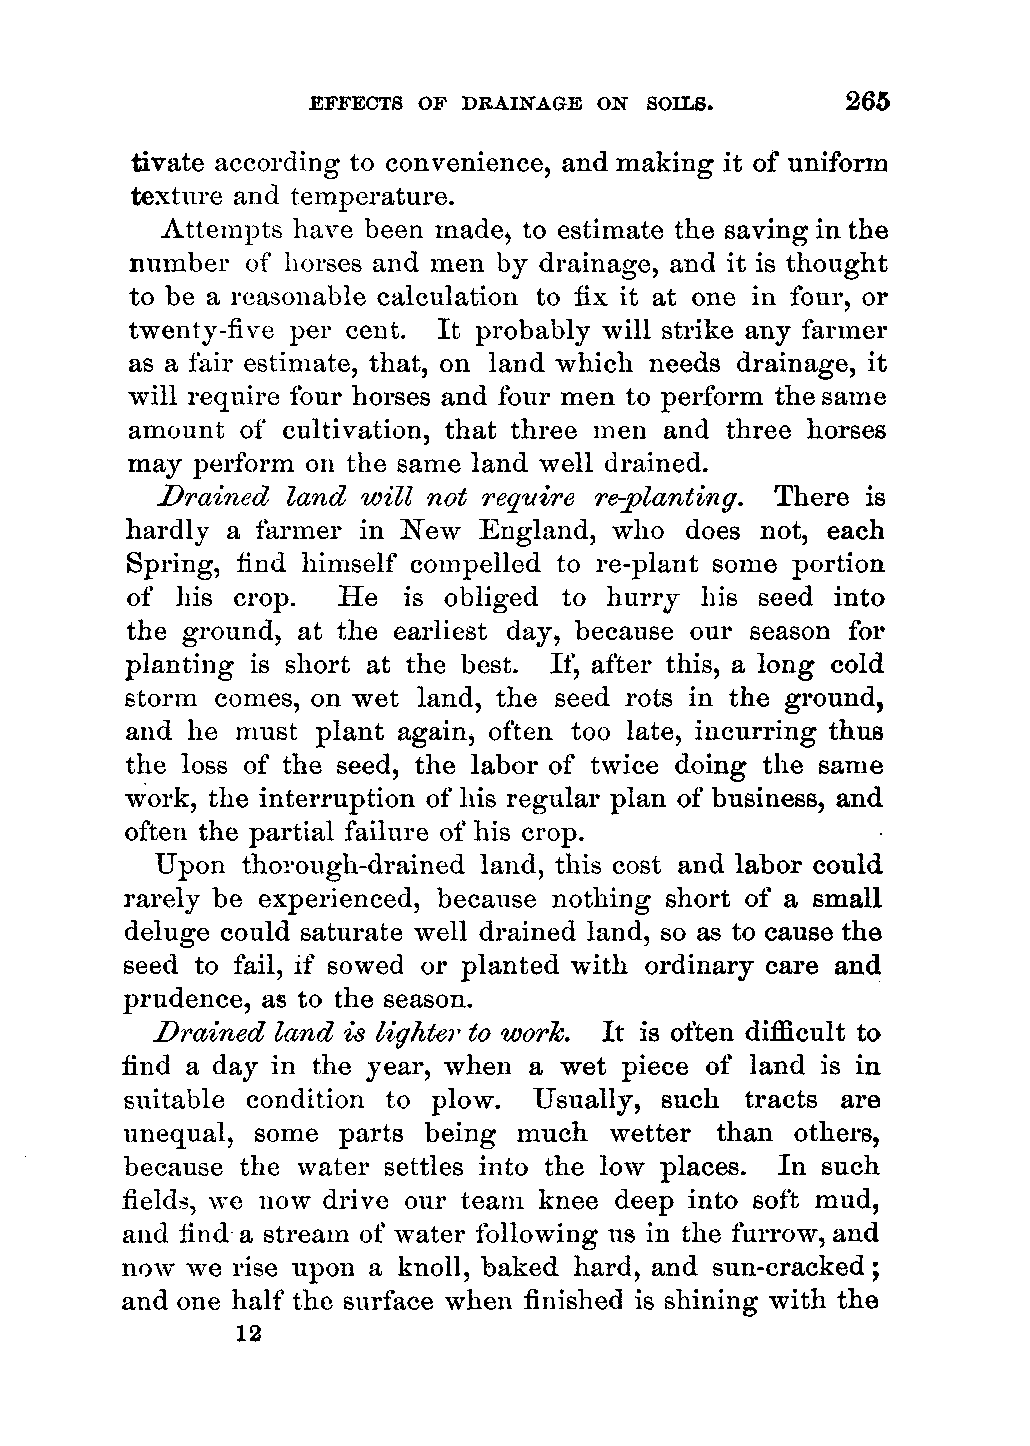 EFFECTS OF DRAINAGE ON SOILS. 265
tivate according to convenience, and making it of uniform
texture and temperature.
Attempts have been made, to estimate the saving in the
number of horses and men by drainage, and it is thought
to be a reasonable calculation to fix it at one in four, or
twenty-five per cent. It probably will strike any farmer
as a fair estimate, that, on land which needs drainage, it
will require four horses and four men to perform the same
amount of cultivation, that three men and three horses
may perform on the same land well drained.
Drained land will not require re-planting. There is
hardly a farmer in New England, who does not, each
Spring, find himself compelled to re-plant some portion
of his crop. He is obliged to hurry his seed into
the ground, at the earliest day, because our season for
planting is short at the best. If, after this, a long cold
storm comes, on wet land, the seed rots in the ground,
and he must plant again, often too late, incurring thus
the loss of the seed, the labor of twice doing the same
work, the interruption of his regular plan of business, and
often the partial failure of his crop.
Upon thorough-drained land, this cost and labor could
rarely be experienced, because nothing short of a small
deluge could saturate well drained land, so as to cause the
seed to fail, if sowed or planted with ordinary care and
prudence, as to the season.
Drained land is lighter to work. It is often difficult to
find a day in the year, when a wet piece of land is in
suitable condition to plow. Usually, such tracts are
unequal, some parts being much wetter than others,
because the water settles into the low places. In such
fields, we now drive our team knee deep into soft mud,
and find a stream of water following us in the furrow, and
now we rise upon a knoll, baked hard, and sun-cracked;
and one half the surface when finished is shining with the
12